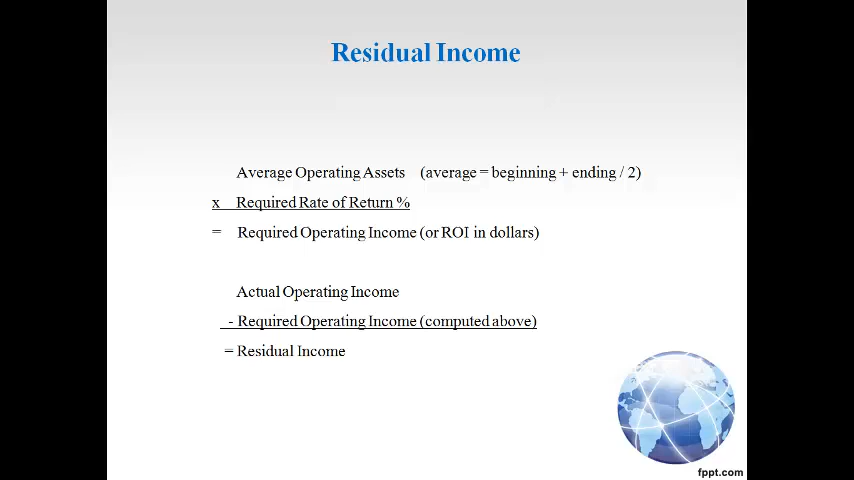 Residual Income
Average Operating Assets (average = beginning + ending / 2)
x Required Rate of Return %
= Required Operating Income (or ROI in dollars)
Actual Operating Income
- Required Operating Income (computed above)
= Residual Income
fppt.com